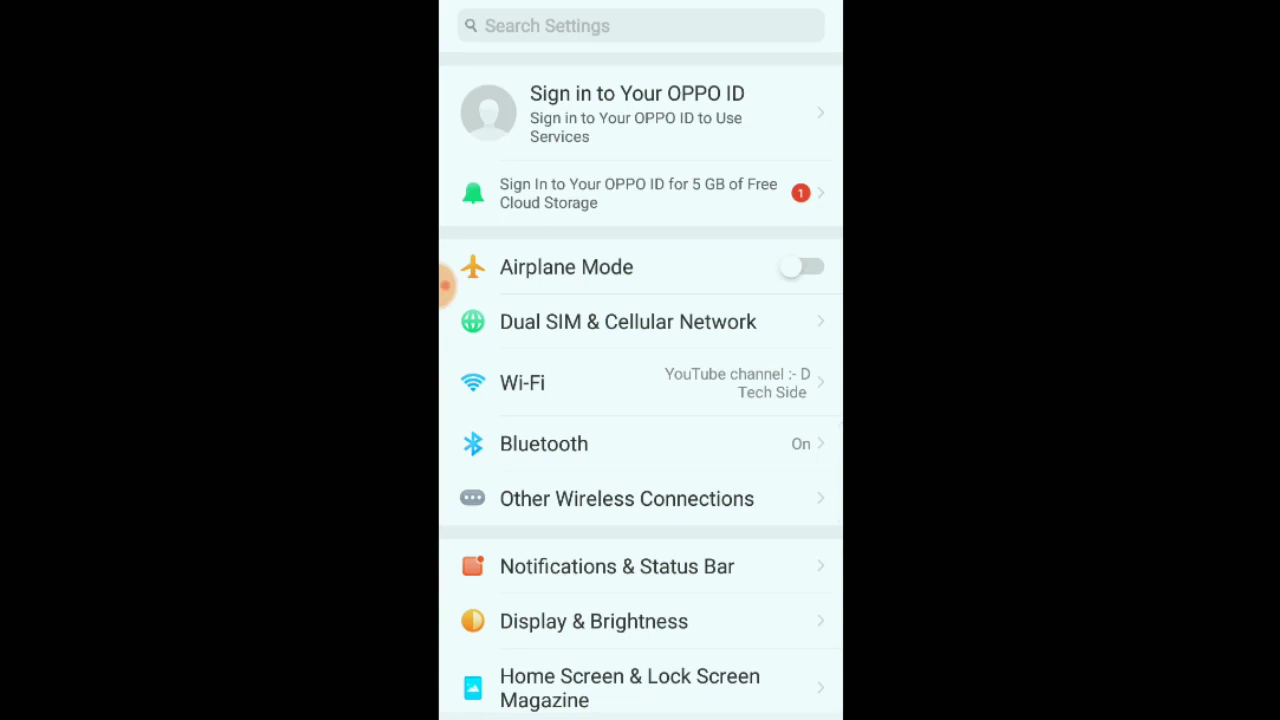 Search Settings
Sign in to Your OPPO ID
Sign in to Your OPPO ID to Use
Services
Sign In to Your OPPO ID for 5 GB of Free
Cloud Storage
1
Airplane Mode
Dual SIM & Cellular Network
Wi-Fi
YouTube channel :- D
Tech Side
Bluetooth
On
Other Wireless Connections
Notifications & Status Bar
Display & Brightness
Home Screen & Lock Screen
Magazine